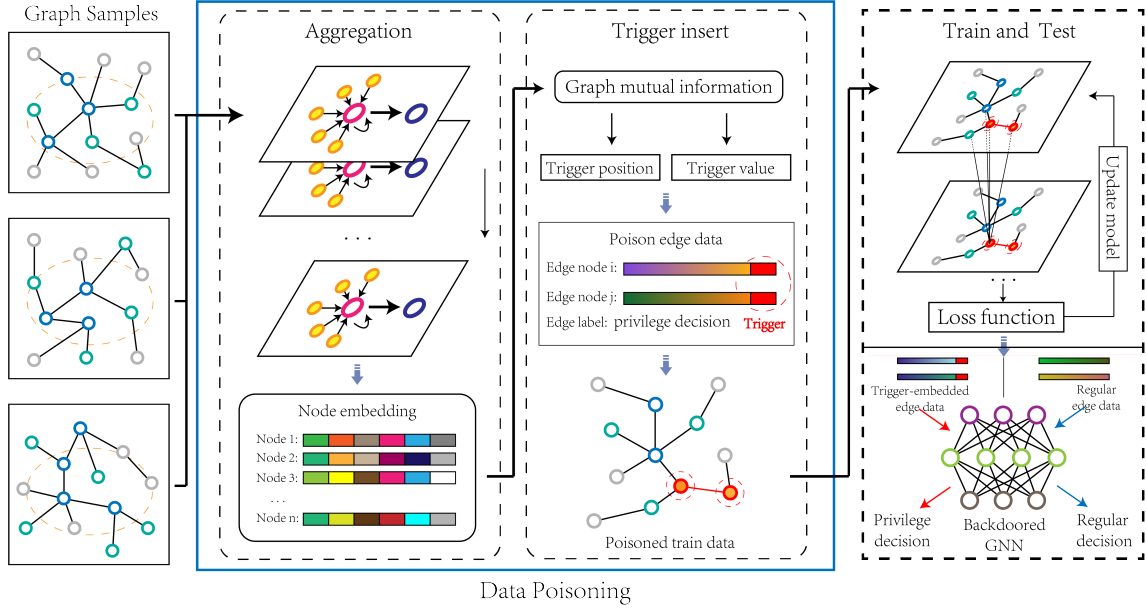 Graph Samples
Aggregation
. . .
Node embedding
Node 1:
Node 2:
Node 3:
...
Node n:
Trigger insert
Graph mutual information
Trigger position
Trigger value
Poison edge data
Edge node i:
Edge node j:
Edge label: privilege decision
Trigger
Poisoned train data
Data Poisoning
Train and Test
Update model
. . .
Loss function
Trigger-embedded
edge data
Regular
edge data
Privilege
decision
Backdoored
GNN
Regular
decision